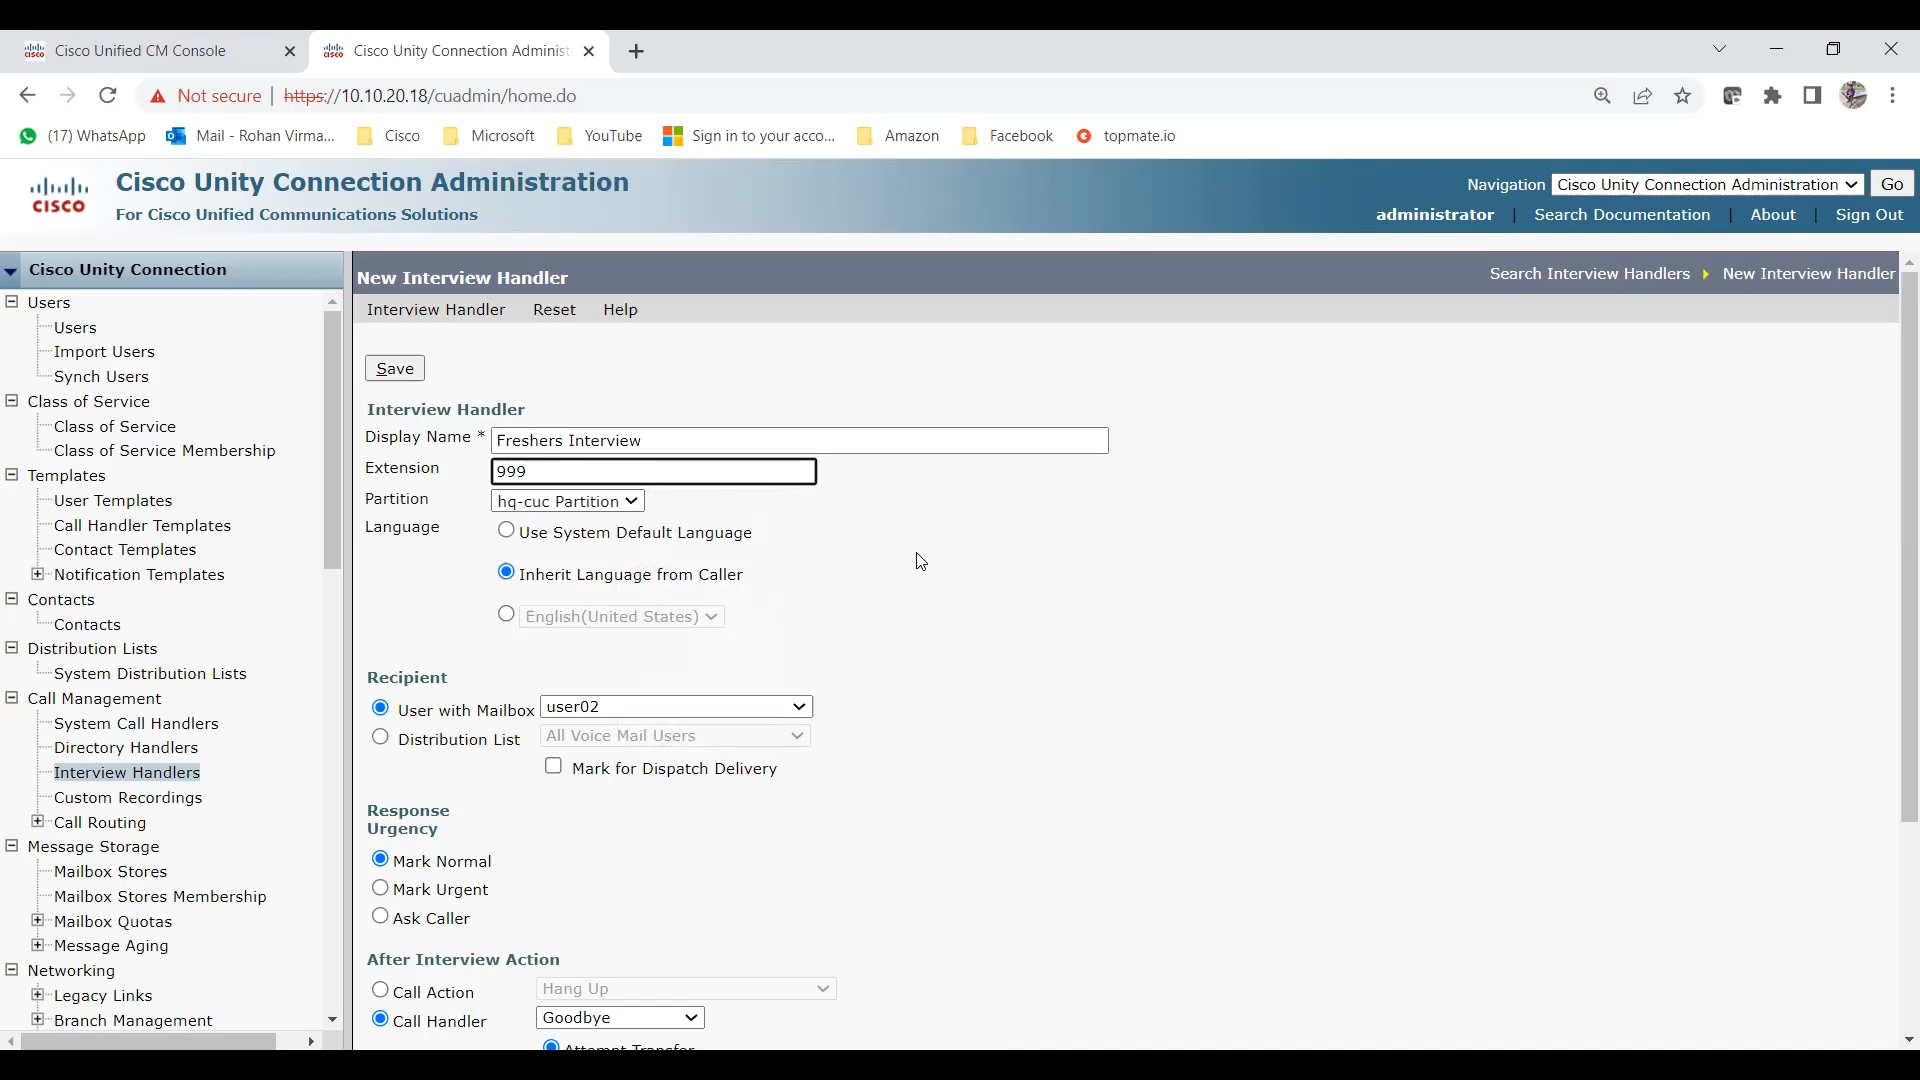 Cisco Unified CM Console
Cisco Unity Connection Administ
Not secure | https://10.10.20.18/cuadmin/home.do
(17) WhatsApp
Mail - Rohan Virma...
Cisco
Microsoft
YouTube
Sign in to your acco...
Amazon
Facebook
topmate.io
CISCO
Cisco Unity Connection Administration
For Cisco Unified Communications Solutions
Navigation Cisco Unity Connection Administration Go
administrator | Search Documentation | About | Sign Out
Cisco Unity Connection
Users
Users
Import Users
Synch Users
Class of Service
Class of Service
Class of Service Membership
Templates
User Templates
Call Handler Templates
Contact Templates
Notification Templates
Contacts
Contacts
Distribution Lists
System Distribution Lists
Call Management
System Call Handlers
Directory Handlers
Interview Handlers
Custom Recordings
Call Routing
Message Storage
Mailbox Stores
Mailbox Stores Membership
Mailbox Quotas
Message Aging
Networking
Legacy Links
Branch Management
New Interview Handler
Search Interview Handlers New Interview Handler
Interview Handler Reset Help
Save
Interview Handler
Display Name * Freshers Interview
Extension 999
Partition hq-cuc Partition
Language Use System Default Language
Inherit Language from Caller
English(United States)
Recipient
User with Mailbox user02
Distribution List All Voice Mail Users
Mark for Dispatch Delivery
Response
Urgency
Mark Normal
Mark Urgent
Ask Caller
After Interview Action
Call Action Hang Up
Call Handler Goodbye
Attempt Transfer